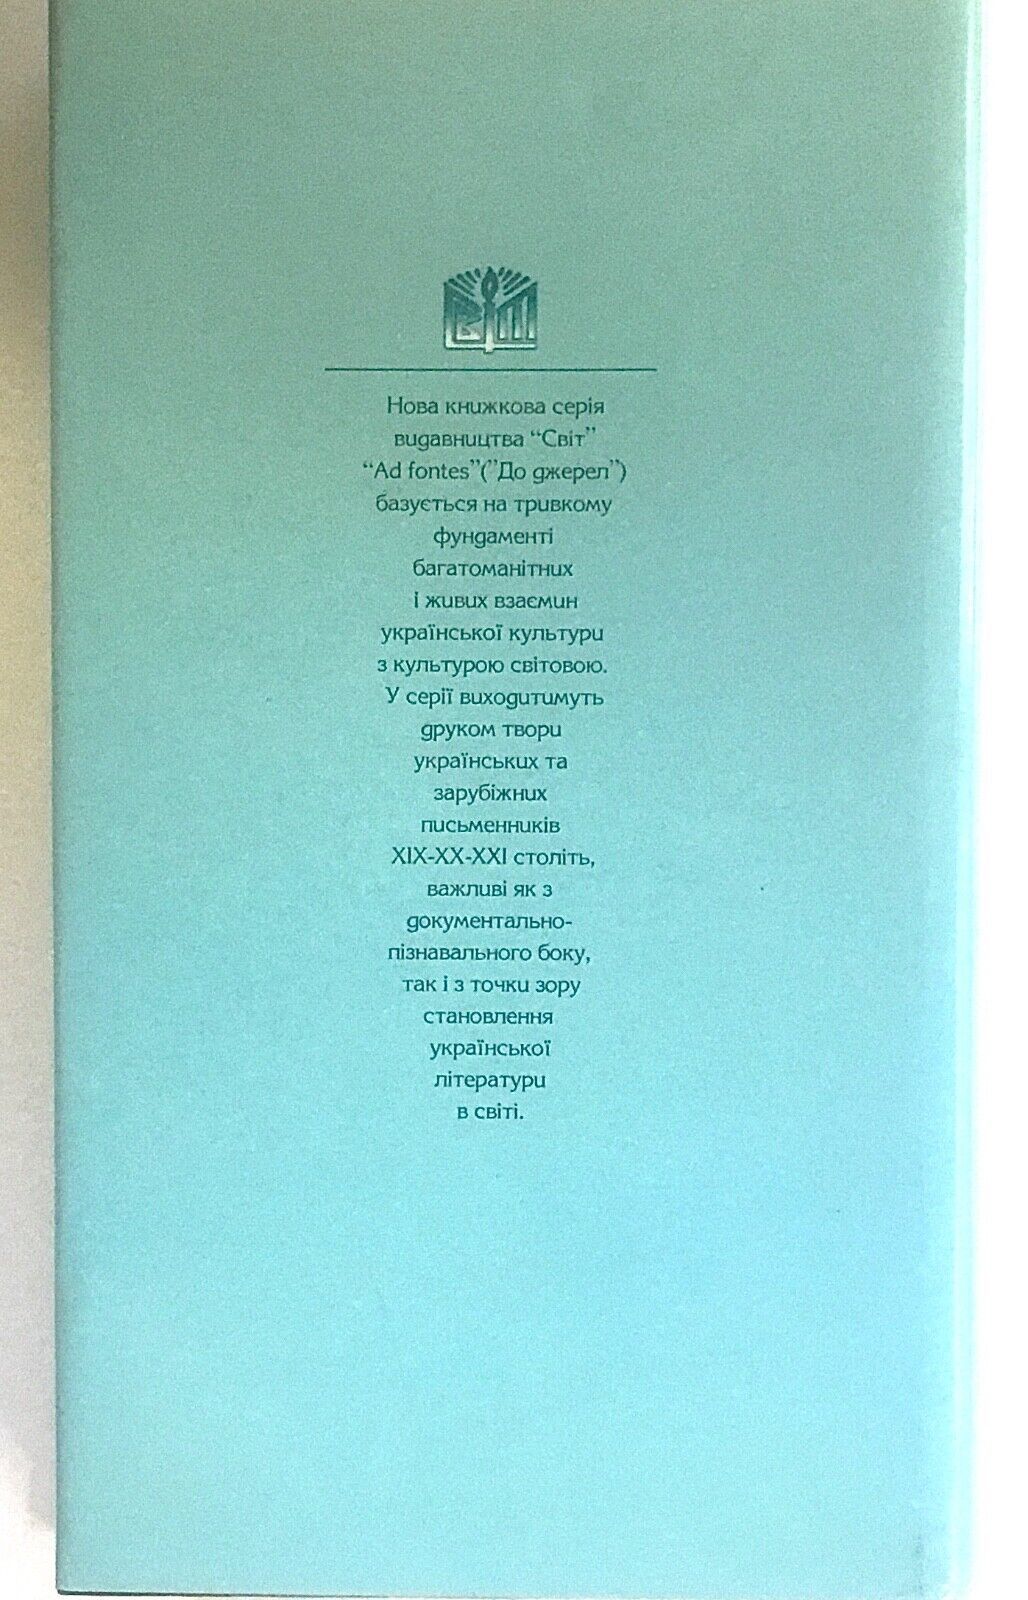 Нова книжкова серія
видавництва “Світ”
“Ad fontes”(”До джерел”)
базується на тривкому
фундаменті
багатоманітних
і живих взаємин
української культури
з культурою світовою.
У серії виходитимуть
друком твори
українських та
зарубіжних
письменників
XIX-XX-XXI століть,
важливі як з
документально-
пізнавального боку,
так і з точки зору
становлення
української
літератури
в світі.